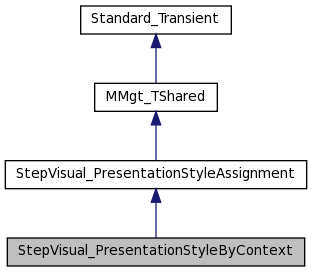 Standard_Transient
MMgt_TShared
StepVisual_PresentationStyleAssignment
StepVisual_PresentationStyleByContext